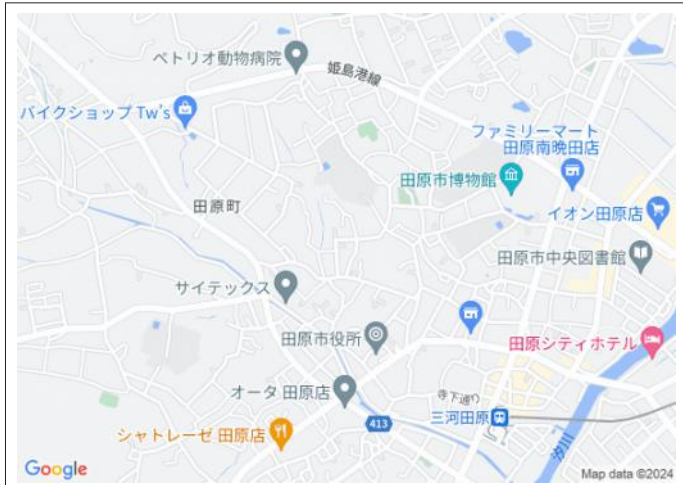 ペトリオ動物病院
姫島港線
バイクショップ Tw's
ファミリーマート
田原南晩田店
田原市博物館
田原町
イオン田原店
田原市中央図書館
サイテックス
田原市役所
田原シティホテル
オータ 田原店
寺下通り
三河田原
413
シャトレーゼ 田原店
汐川
Google
Map data ©2024